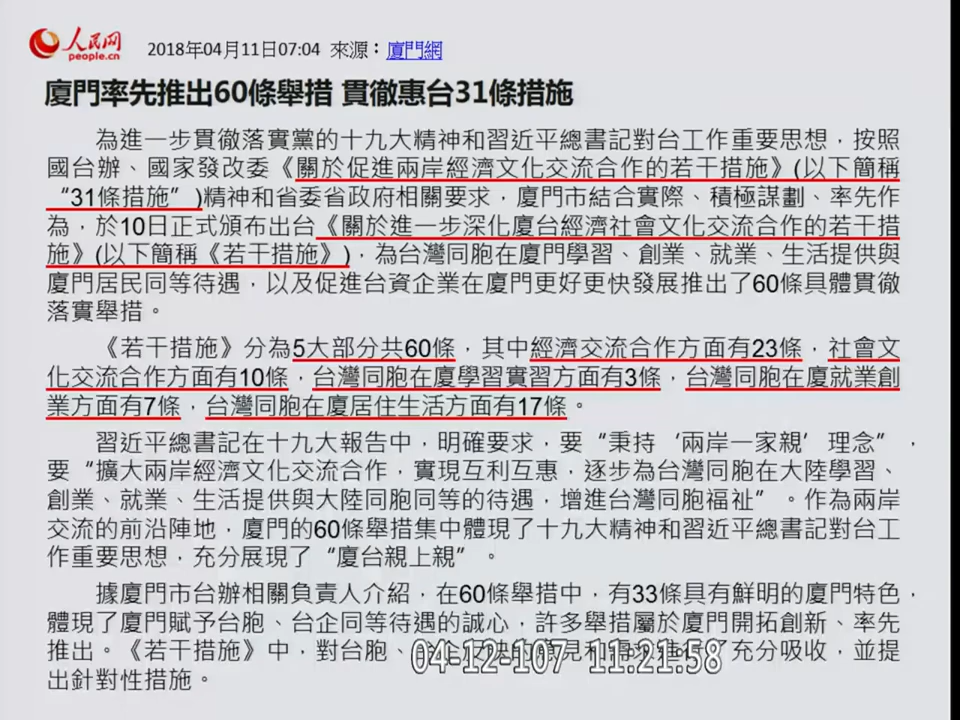 人民网
people.cn
2018年04月11日07:04 來源：廈門網
廈門率先推出60條舉措 貫徹惠台31條措施
為進一步貫徹落實黨的十九大精神和習近平總書記對台工作重要思想，按照
國台辦、國家發改委《關於促進兩岸經濟文化交流合作的若干措施》(以下簡稱
“31條措施”)精神和省委省政府相關要求，廈門市結合實際、積極謀劃、率先作
為，於10日正式頒布出台《關於進一步深化廈台經濟社會文化交流合作的若干措
施》(以下簡稱《若干措施》)，為台灣同胞在廈門學習、創業、就業、生活提供與
廈門居民同等待遇，以及促進台資企業在廈門更好更快發展推出了60條具體貫徹
落實舉措。
《若干措施》分為5大部分共60條，其中經濟交流合作方面有23條，社會文
化交流合作方面有10條，台灣同胞在廈學習實習方面有3條，台灣同胞在廈就業創
業方面有7條，台灣同胞在廈居住生活方面有17條。
習近平總書記在十九大報告中，明確要求，要“秉持‘兩岸一家親’理念”，
要“擴大兩岸經濟文化交流合作，實現互利互惠，逐步為台灣同胞在大陸學習、
創業、就業、生活提供與大陸同胞同等的待遇，增進台灣同胞福祉”。作為兩岸
交流的前沿陣地，廈門的60條舉措集中體現了十九大精神和習近平總書記對台工
作重要思想，充分展現了“廈台親上親”。
據廈門市台辦相關負責人介紹，在60條舉措中，有33條具有鮮明的廈門特色，
體現了廈門賦予台胞、台企同等待遇的誠心，許多舉措屬於廈門開拓創新、率先
推出。《若干措施》中，對台胞、台企 充分吸收，並提
出針對性措施。
04-12-107 11:21:58